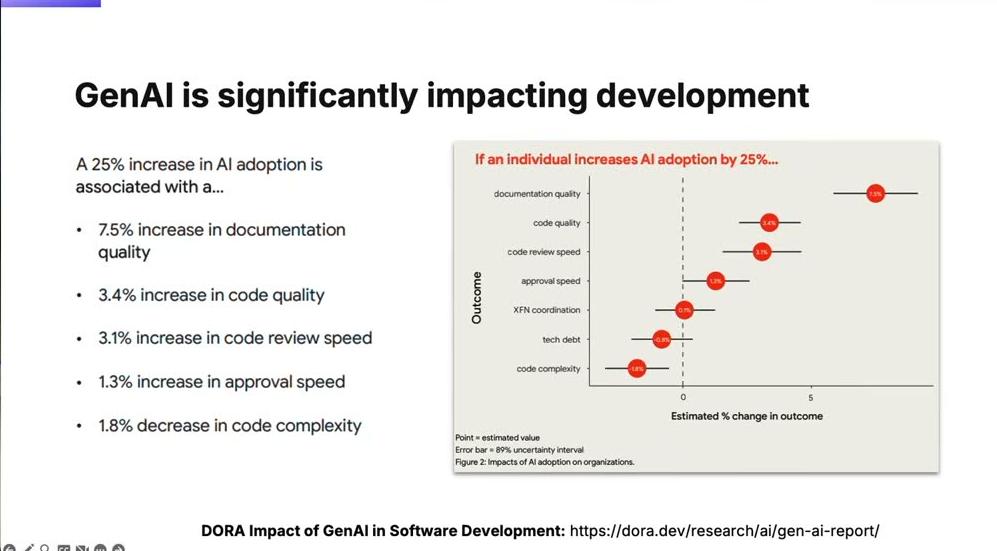 GenAI is significantly impacting development
A 25% increase in AI adoption is
associated with a...
• 7.5% increase in documentation
quality
• 3.4% increase in code quality
• 3.1% increase in code review speed
• 1.3% increase in approval speed
• 1.8% decrease in code complexity
If an individual increases AI adoption by 25%...
Outcome
documentation quality
7.5%
code quality
3.4%
code review speed
3.1%
approval speed
1.3%
XFN coordination
0.1%
tech debt
-0.8%
code complexity
-1.8%
0
5
Estimated % change in outcome
Point = estimated value
Error bar = 89% uncertainty interval
Figure 2: Impacts of AI adoption on organizations.
DORA Impact of GenAI in Software Development: https://dora.dev/research/ai/gen-ai-report/